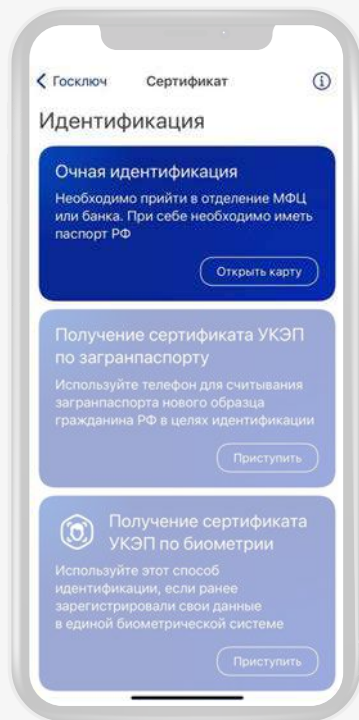 Госключ
Сертификат
Идентификация
Очная идентификация
Необходимо прийти в отделение МФЦ
или банка. При себе необходимо иметь
паспорт РФ
Открыть карту
Получение сертификата УКЭП
по загранпаспорту
Используйте телефон для считывания
загранпаспорта нового образца
гражданина РФ в целях идентификации
Приступить
Получение сертификата
УКЭП по биометрии
Используйте этот способ
идентификации, если ранее
зарегистрировали свои данные
в единой биометрической системе
Приступить